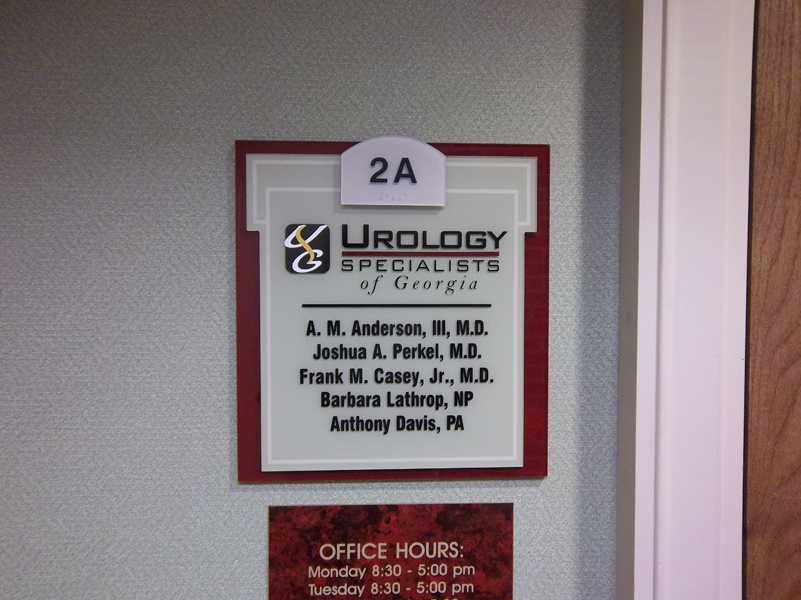 2A
USG
UROLOGY
SPECIALISTS
of Georgia
A. M. Anderson, III, M.D.
Joshua A. Perkel, M.D.
Frank M. Casey, Jr., M.D.
Barbara Lathrop, NP
Anthony Davis, PA
OFFICE HOURS:
Monday 8:30 - 5:00 pm
Tuesday 8:30 - 5:00 pm